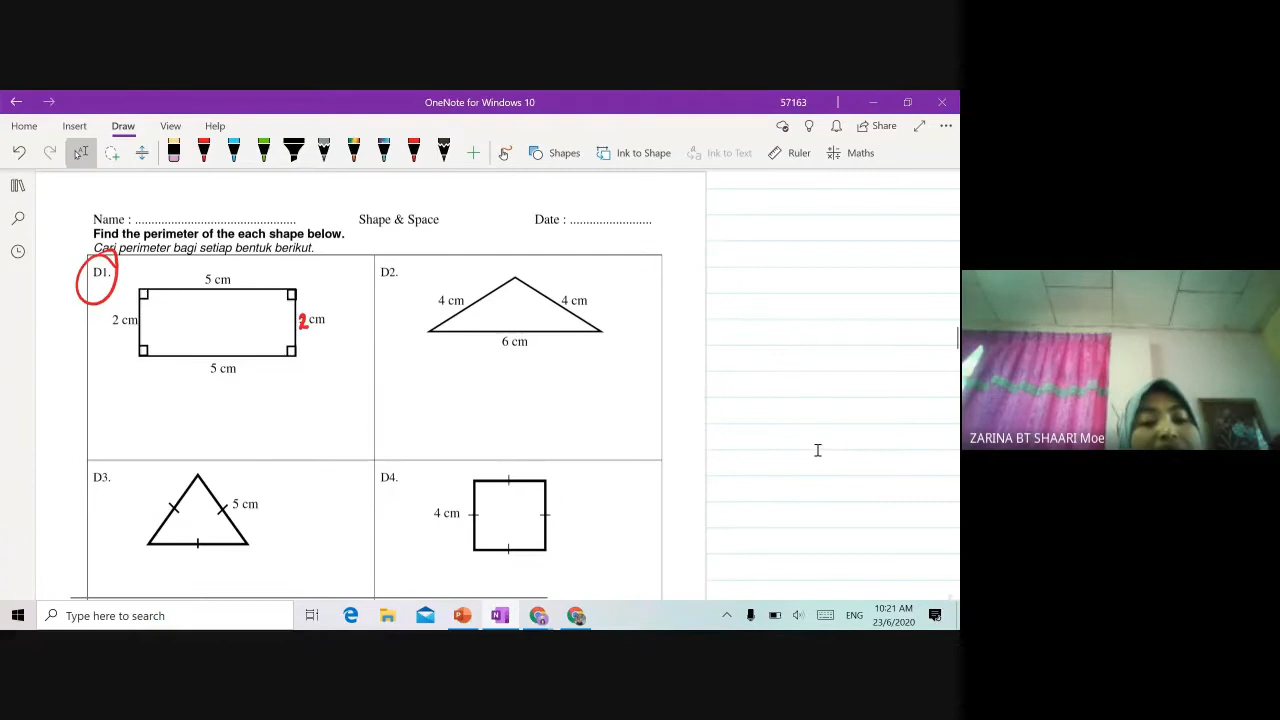 OneNote for Windows 10
57163
Home Insert Draw View Help
Share
Shapes Ink to Shape Ink to Text Ruler Maths
Name : ................................................. Shape & Space Date : .........................
Find the perimeter of the each shape below.
Cari perimeter bagi setiap bentuk berikut.
D1.
5 cm
2 cm
2 cm
5 cm
D2.
4 cm
4 cm
6 cm
D3.
5 cm
D4.
4 cm
ZARINA BT SHAARI Moe
Type here to search
ENG
10:21 AM
23/6/2020